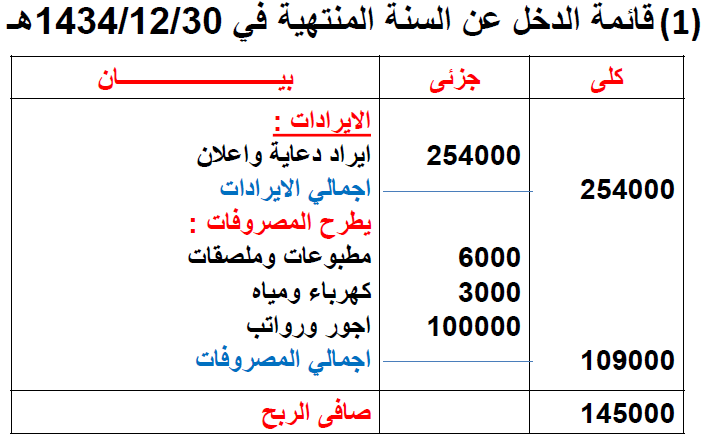 (1) قائمة الدخل عن السنة المنتهية في 1434/12/30هـ
كلى جزئى بيـــــــــــــــان
الايرادات :
254000 ايراد دعاية واعلان
254000 اجمالي الايرادات
يطرح المصروفات :
6000 مطبوعات وملصقات
3000 كهرباء ومياه
100000 اجور ورواتب
109000 اجمالي المصروفات
145000 صافى الربح